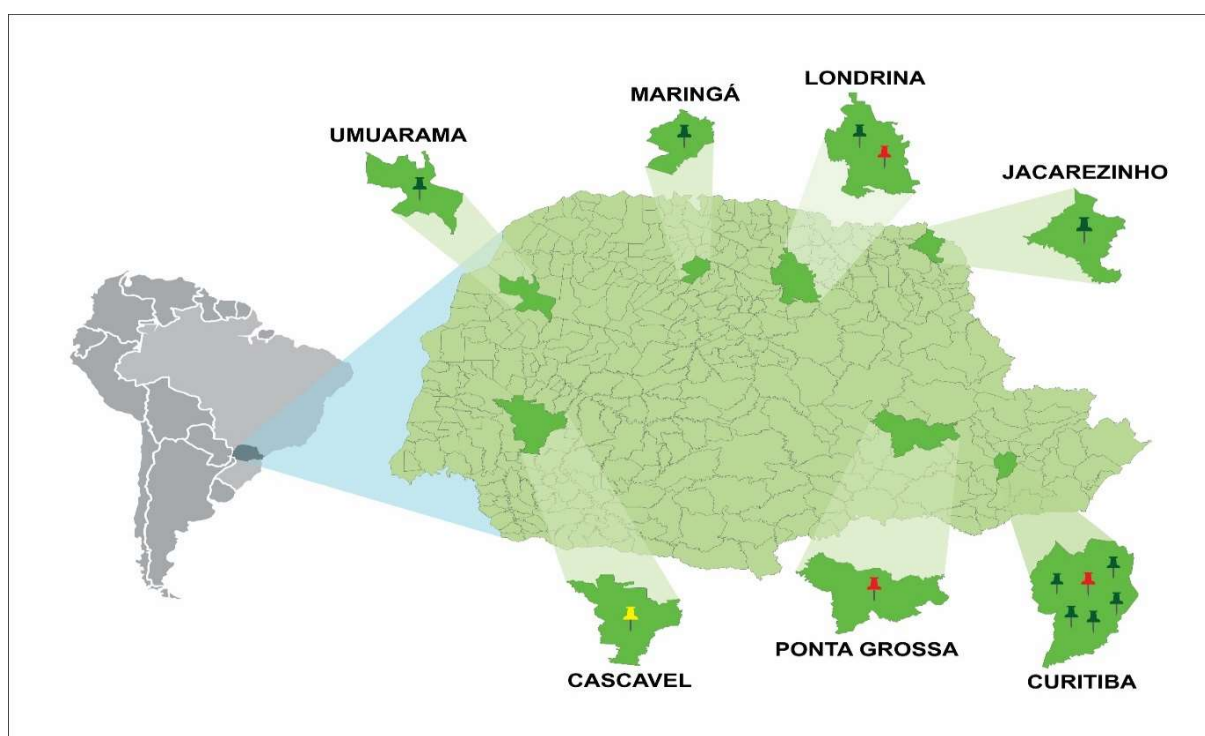 LONDRINA
MARINGÁ
UMUARAMA
JACAREZINHO
PONTA GROSSA
CASCAVEL
CURITIBA